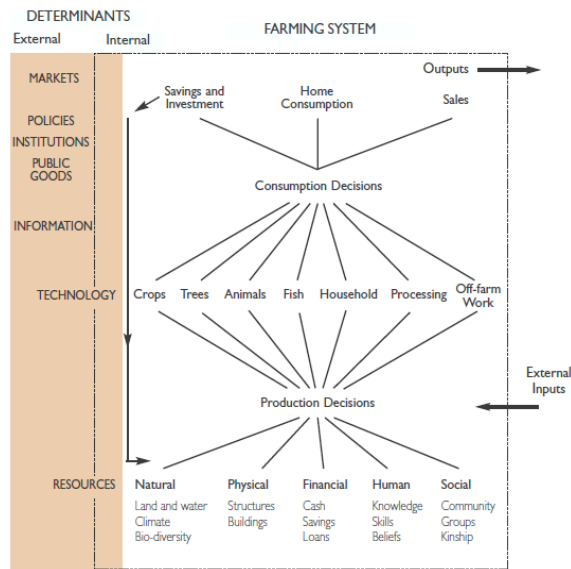 DETERMINANTS
FARMING SYSTEM
External
Internal
MARKETS
Outputs
Savings and
Investment
Home
Consumption
Sales
POLICIES
INSTITUTIONS
PUBLIC
GOODS
Consumption Decisions
INFORMATION
TECHNOLOGY
Crops
Trees
Animals
Fish
Household
Processing
Off-farm
Work
External
Inputs
Production Decisions
RESOURCES
Natural
Land and water
Climate
Bio-diversity
Physical
Structures
Buildings
Financial
Cash
Savings
Loans
Human
Knowledge
Skills
Beliefs
Social
Community
Groups
Kinship